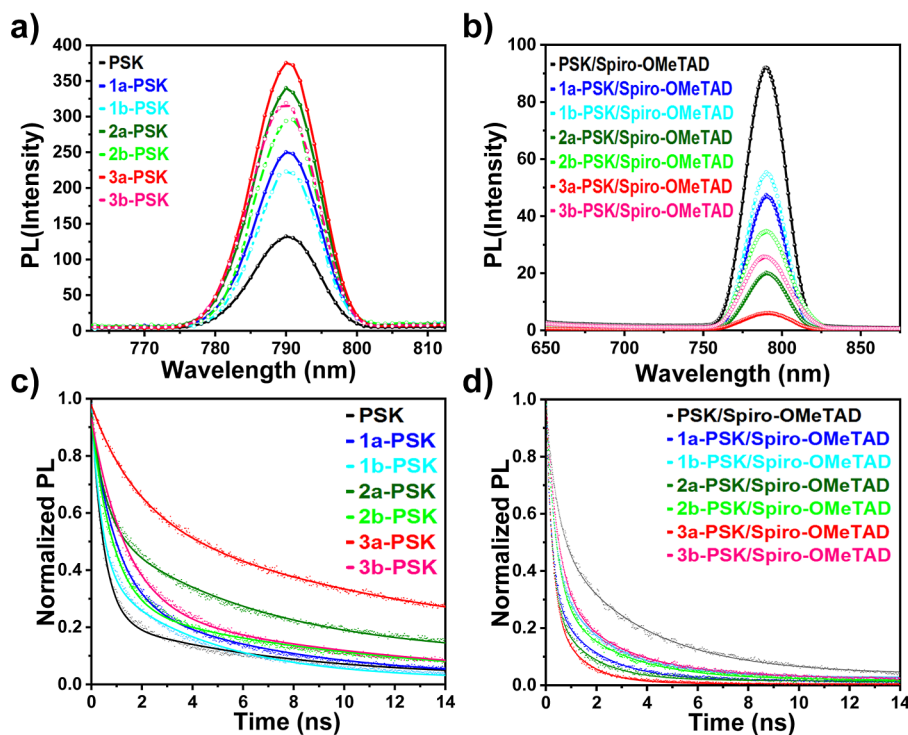 a)
PL(Intensity)
400
350
300
250
200
150
100
50
0
PSK
1a-PSK
1b-PSK
2a-PSK
2b-PSK
3a-PSK
3b-PSK
770
780
790
800
810
Wavelength (nm)
b)
PL(Intensity)
100
80
60
40
20
0
PSK/Spiro-OMeTAD
1a-PSK/Spiro-OMeTAD
1b-PSK/Spiro-OMeTAD
2a-PSK/Spiro-OMeTAD
2b-PSK/Spiro-OMeTAD
3a-PSK/Spiro-OMeTAD
3b-PSK/Spiro-OMeTAD
650
700
750
800
850
Wavelength (nm)
c)
Normalized PL
1.0
0.8
0.6
0.4
0.2
0.0
PSK
1a-PSK
1b-PSK
2a-PSK
2b-PSK
3a-PSK
3b-PSK
0
2
4
6
8
10
12
14
Time (ns)
d)
Normalized PL
1.0
0.8
0.6
0.4
0.2
0.0
PSK/Spiro-OMeTAD
1a-PSK/Spiro-OMeTAD
1b-PSK/Spiro-OMeTAD
2a-PSK/Spiro-OMeTAD
2b-PSK/Spiro-OMeTAD
3a-PSK/Spiro-OMeTAD
3b-PSK/Spiro-OMeTAD
0
2
4
6
8
10
12
14
Time (ns)